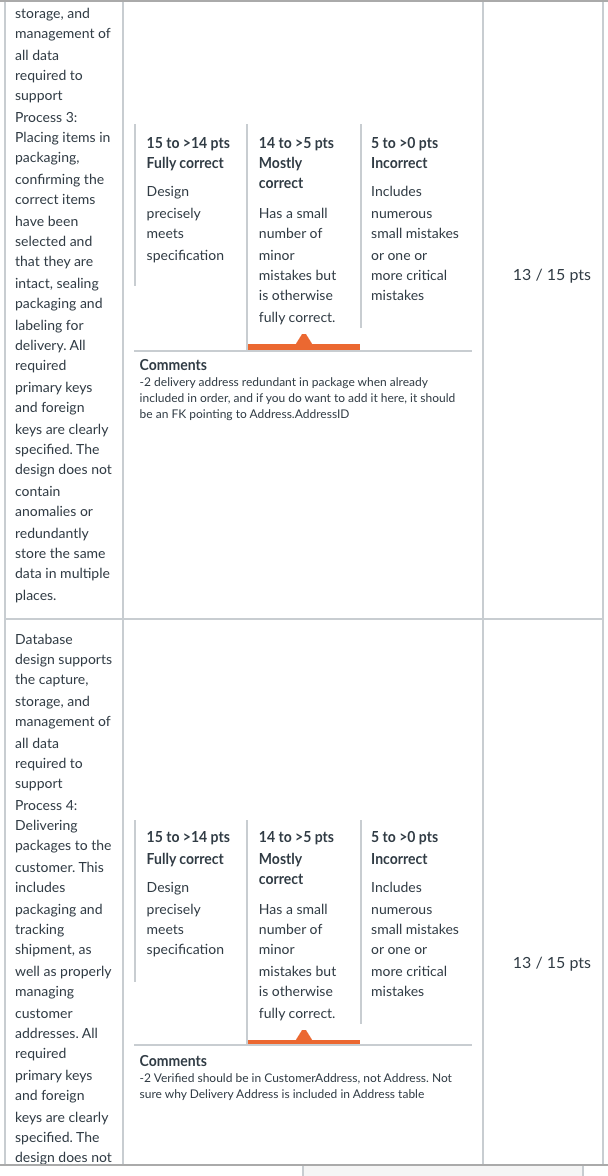 storage, and
management of
all data
required to
support
Process 3:
Placing items in
packaging,
confirming the
correct items
have been
selected and
that they are
intact, sealing
packaging and
labeling for
delivery. All
required
primary keys
and foreign
keys are clearly
specified. The
design does not
contain
anomalies or
redundantly
store the same
data in multiple
places.
15 to >14 pts
Fully correct
Design
precisely
meets
specification
14 to >5 pts
Mostly
correct
Has a small
number of
minor
mistakes but
is otherwise
fully correct.
5 to >0 pts
Incorrect
Includes
numerous
small mistakes
or one or
more critical
mistakes
Comments
-2 delivery address redundant in package when already
included in order, and if you do want to add it here, it should
be an FK pointing to Address.AddressID
13 / 15 pts
Database
design supports
the capture,
storage, and
management of
all data
required to
support
Process 4:
Delivering
packages to the
customer. This
includes
packaging and
tracking
shipment, as
well as properly
managing
customer
addresses. All
required
primary keys
and foreign
keys are clearly
specified. The
design does not
15 to >14 pts
Fully correct
Design
precisely
meets
specification
14 to >5 pts
Mostly
correct
Has a small
number of
minor
mistakes but
is otherwise
fully correct.
5 to >0 pts
Incorrect
Includes
numerous
small mistakes
or one or
more critical
mistakes
Comments
-2 Verified should be in CustomerAddress, not Address. Not
sure why Delivery Address is included in Address table
13 / 15 pts